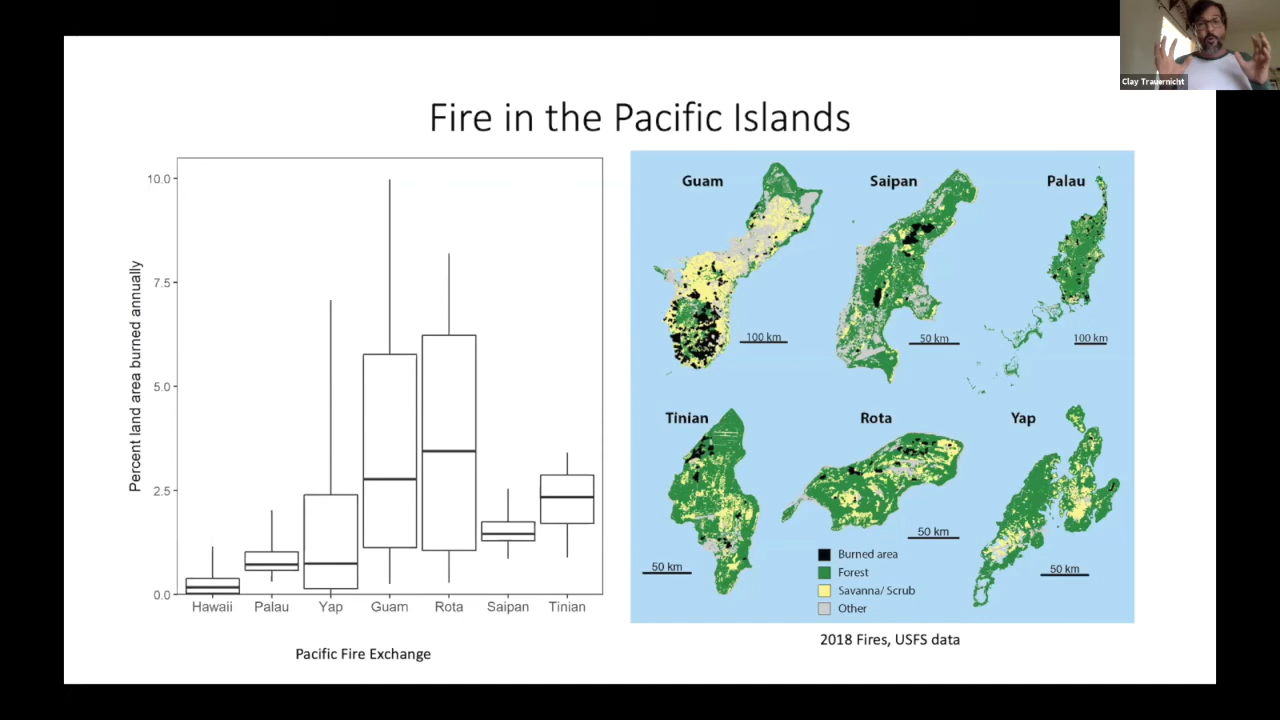 Clay Trauernicht
Fire in the Pacific Islands
Percent land area burned annually
10.0
7.5
5.0
2.5
0.0
Hawaii Palau Yap Guam Rota Saipan Tinian
Pacific Fire Exchange
Guam Saipan Palau
100 km 50 km 100 km
Tinian Rota Yap
50 km 50 km 50 km
Burned area
Forest
Savanna/ Scrub
Other
2018 Fires, USFS data